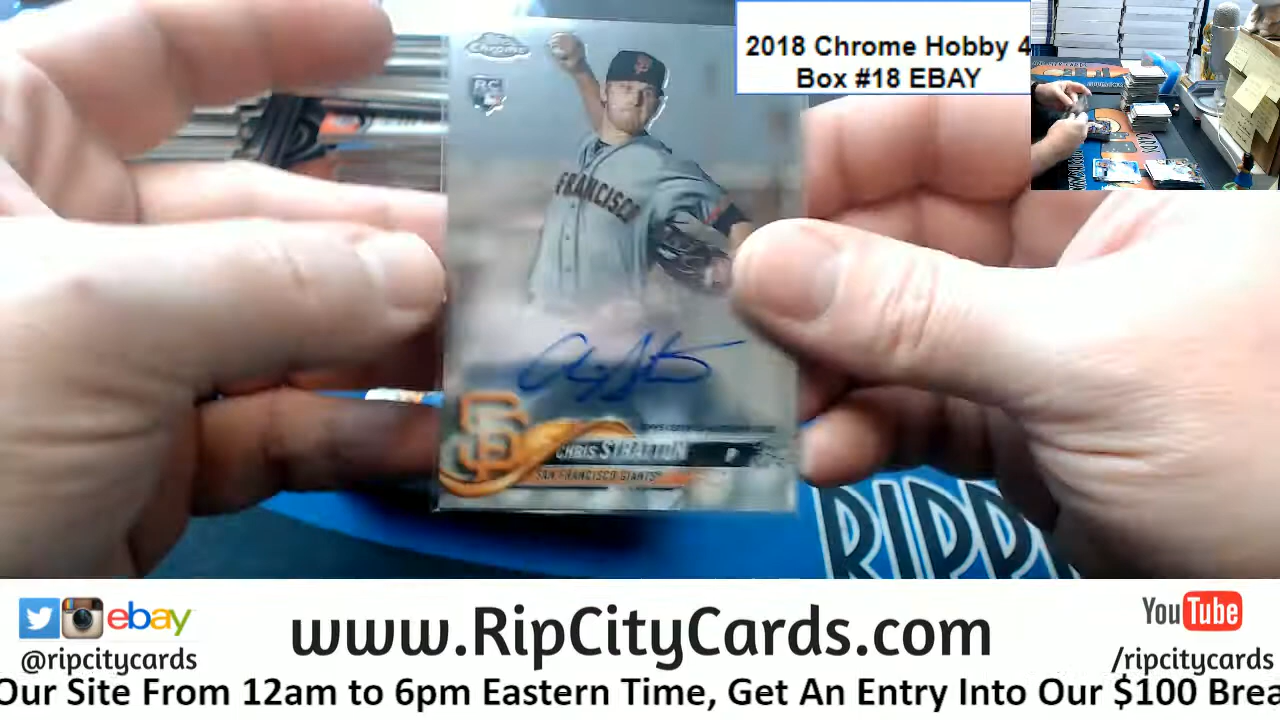 2018 Chrome Hobby 4
Box #18 EBAY
Chrome
RC
FRANCISCO
SF
CHRIS STRATTON P
SAN FRANCISCO GIANTS
RIPP
ebay
@ripcitycards
www.RipCityCards.com
YouTube
/ripcitycards
Our Site From 12am to 6pm Eastern Time, Get An Entry Into Our $100 Brea